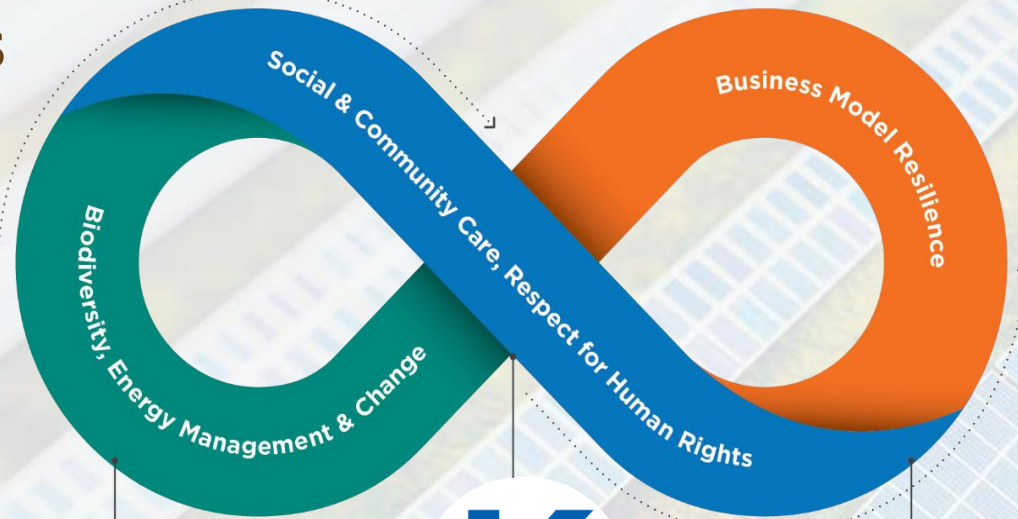 s
Social & Community Care, Respect for Human Rights
Business Model Resilience
Biodiversity, Energy Management & Change